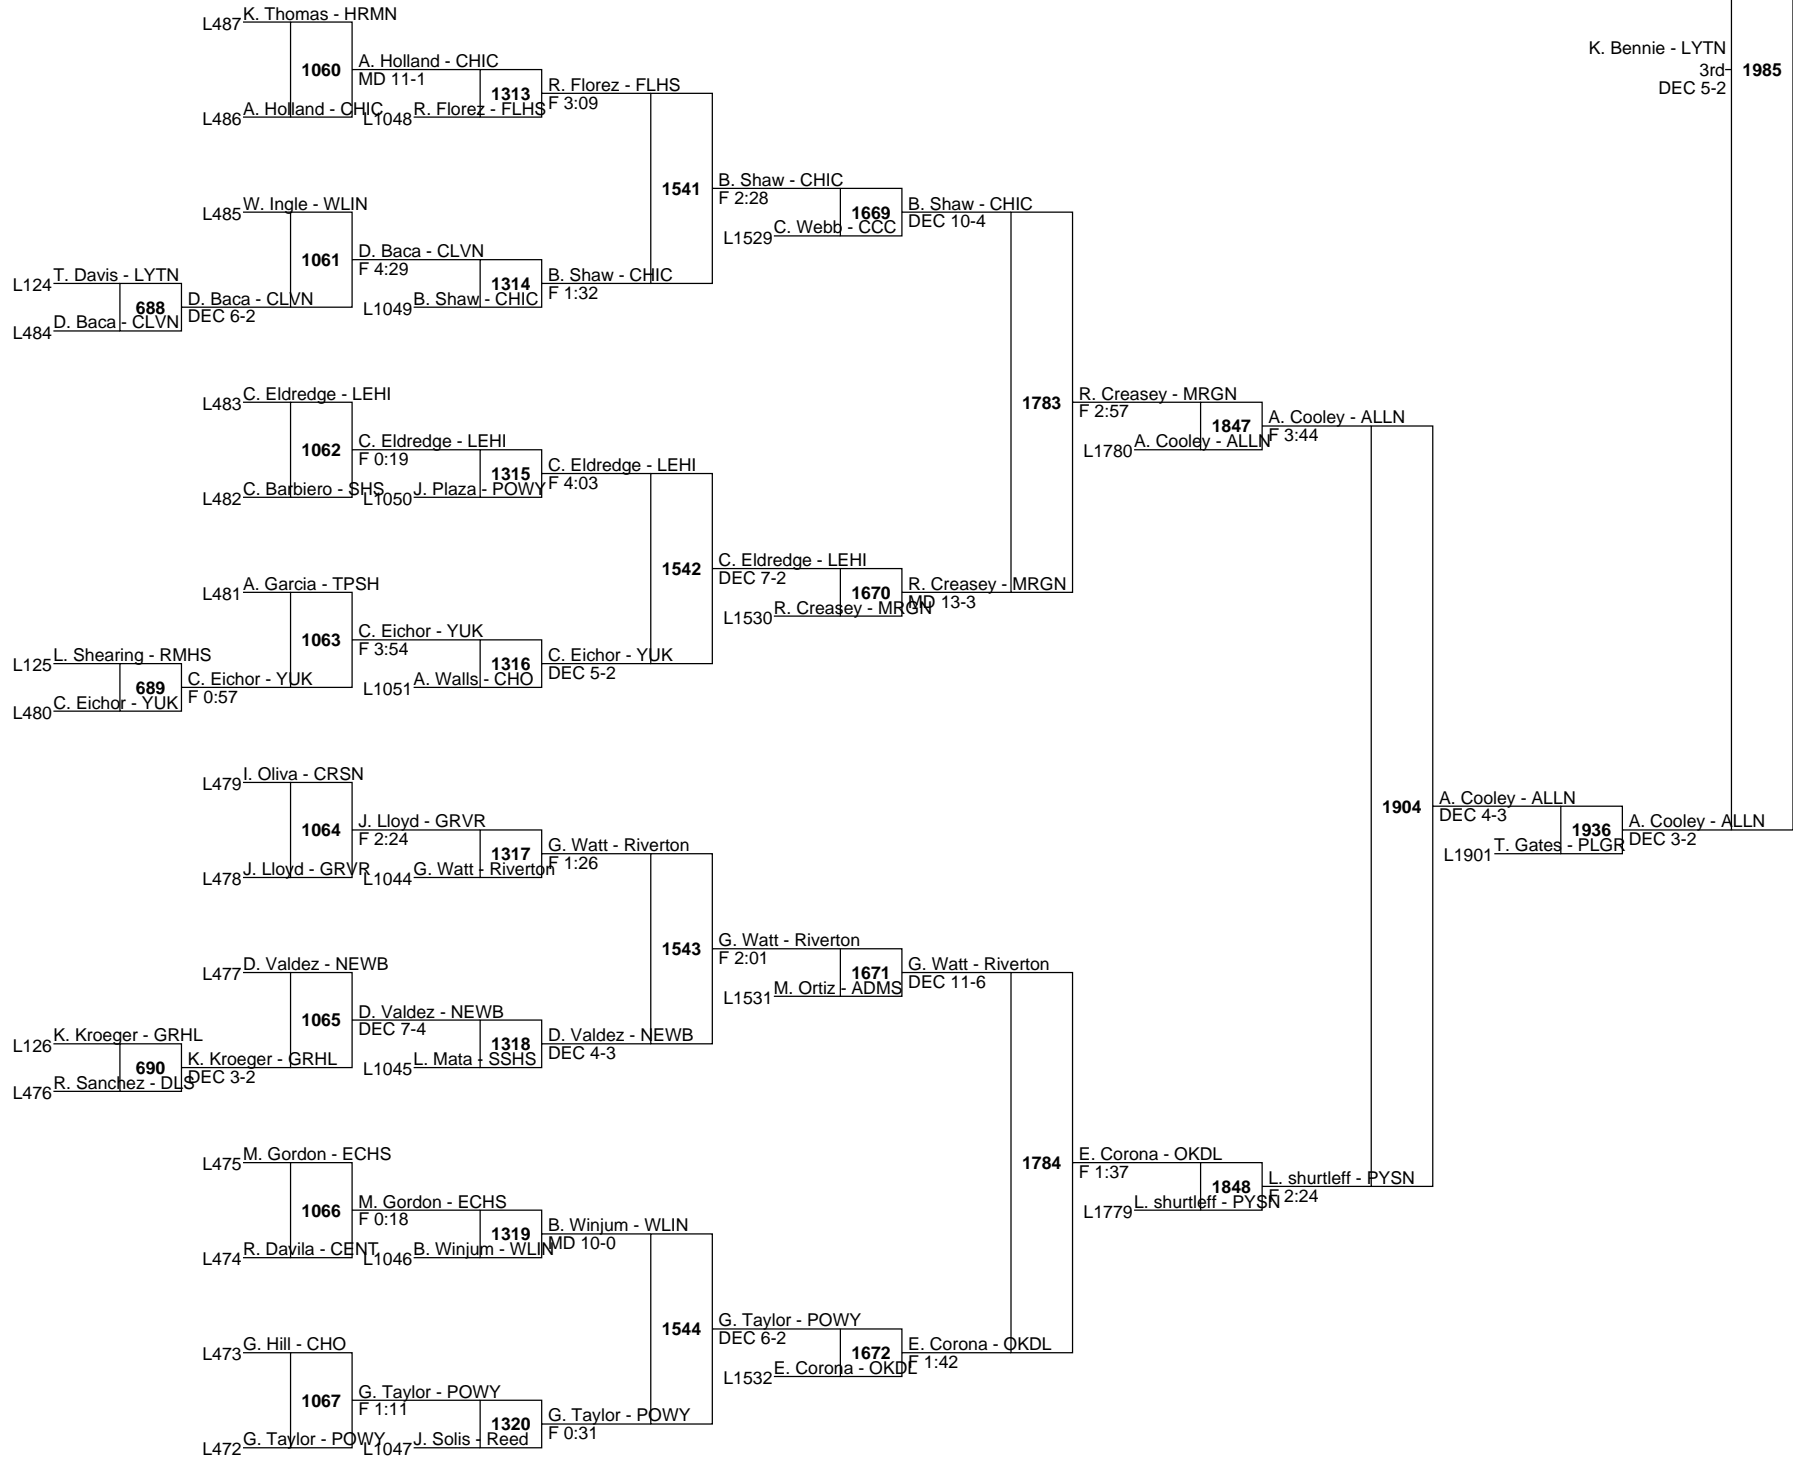 K. Thomas - HRMN
L487
K. Bennie - LYTN
A. Holland - CHIC
1060
3rd
1985
MD 11-1
R. Florez - FLHS
DEC 5-2
1313
F 3:09
A. Holland - CHIC
R. Florez - FLHS
L486
L1048
B. Shaw - CHIC
1541
F 2:28
W. Ingle - WLIN
B. Shaw - CHIC
L485
1669
DEC 10-4
C. Webb - CCC
L1529
D. Baca - CLVN
1061
F 4:29
T. Davis - LYTN
B. Shaw - CHIC
L124
1314
F 1:32
D. Baca - CLVN
B. Shaw - CHIC
688
DEC 6-2
L1049
D. Baca - CLVN
L484
C. Eldredge - LEHI
R. Creasey - MRGN
L483
1783
F 2:57
A. Cooley - ALLN
1847
F 3:44
C. Eldredge - LEHI
A. Cooley - ALLN
1062
L1780
F 0:19
C. Eldredge - LEHI
1315
F 4:03
C. Barbiero - SHS
J. Plaza - POWY
L482
L1050
C. Eldredge - LEHI
1542
DEC 7-2
A. Garcia - TPSH
R. Creasey - MRGN
L481
1670
MD 13-3
R. Creasey - MRGN
L1530
C. Eichor - YUK
1063
F 3:54
L. Shearing - RMHS
C. Eichor - YUK
L125
1316
DEC 5-2
C. Eichor - YUK
A. Walls - CHO
689
F 0:57
L1051
C. Eichor - YUK
L480
I. Oliva - CRSN
L479
A. Cooley - ALLN
1904
DEC 4-3
J. Lloyd - GRVR
A. Cooley - ALLN
1064
1936
F 2:24
DEC 3-2
G. Watt - Riverton
T. Gates - PLGR
1317
L1901
F 1:26
J. Lloyd - GRVR
G. Watt - Riverton
L478
L1044
G. Watt - Riverton
1543
F 2:01
D. Valdez - NEWB
G. Watt - Riverton
L477
1671
DEC 11-6
M. Ortiz - ADMS
L1531
D. Valdez - NEWB
1065
DEC 7-4
K. Kroeger - GRHL
D. Valdez - NEWB
L126
1318
DEC 4-3
K. Kroeger - GRHL
L. Mata - SSHS
690
DEC 3-2
L1045
R. Sanchez - DLS
L476
M. Gordon - ECHS
E. Corona - OKDL
L475
1784
F 1:37
L. shurtleff - PYSN
1848
F 2:24
M. Gordon - ECHS
L. shurtleff - PYSN
1066
L1779
F 0:18
B. Winjum - WLIN
1319
MD 10-0
R. Davila - CENT
B. Winjum - WLIN
L474
L1046
G. Taylor - POWY
1544
DEC 6-2
G. Hill - CHO
E. Corona - OKDL
L473
1672
F 1:42
E. Corona - OKDL
L1532
G. Taylor - POWY
1067
F 1:11
G. Taylor - POWY
1320
F 0:31
G. Taylor - POWY
J. Solis - Reed
L472
L1047